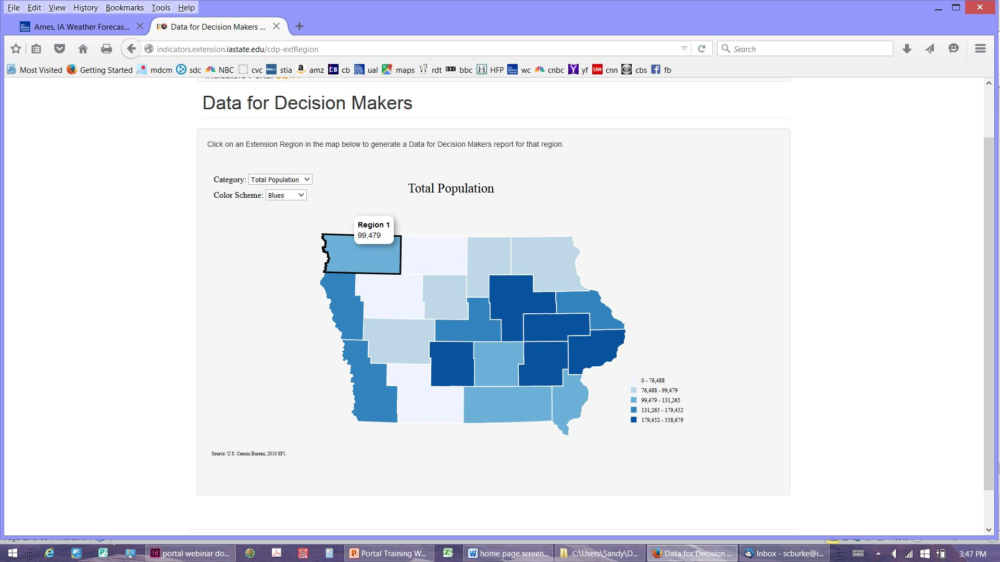 File Edit View History Bookmarks Tools Help
Ames, IA Weather Forecas...
Data for Decision Makers ...
indicators.extension.iastate.edu/cdp-extRegion
Search
Most Visited Getting Started mdcm sdc NBC cvc stia amz cb ual maps rdt bbc HFP wc cnbc yf cnn cbs fb
Data for Decision Makers
Click on an Extension Region in the map below to generate a Data for Decision Makers report for that region.
Category: Total Population
Color Scheme: Blues
Total Population
Region 1
99,479
0 - 76,488
76,488 - 99,479
99,479 - 131,265
131,265 - 179,452
179,452 - 558,679
Source: U.S. Census Bureau; 2010 SF1.
portal webinar do...
Portal Training W...
home page screen...
C:\Users\Sandy\D...
Data for Decision ...
Inbox - scburke@i...
3:47 PM